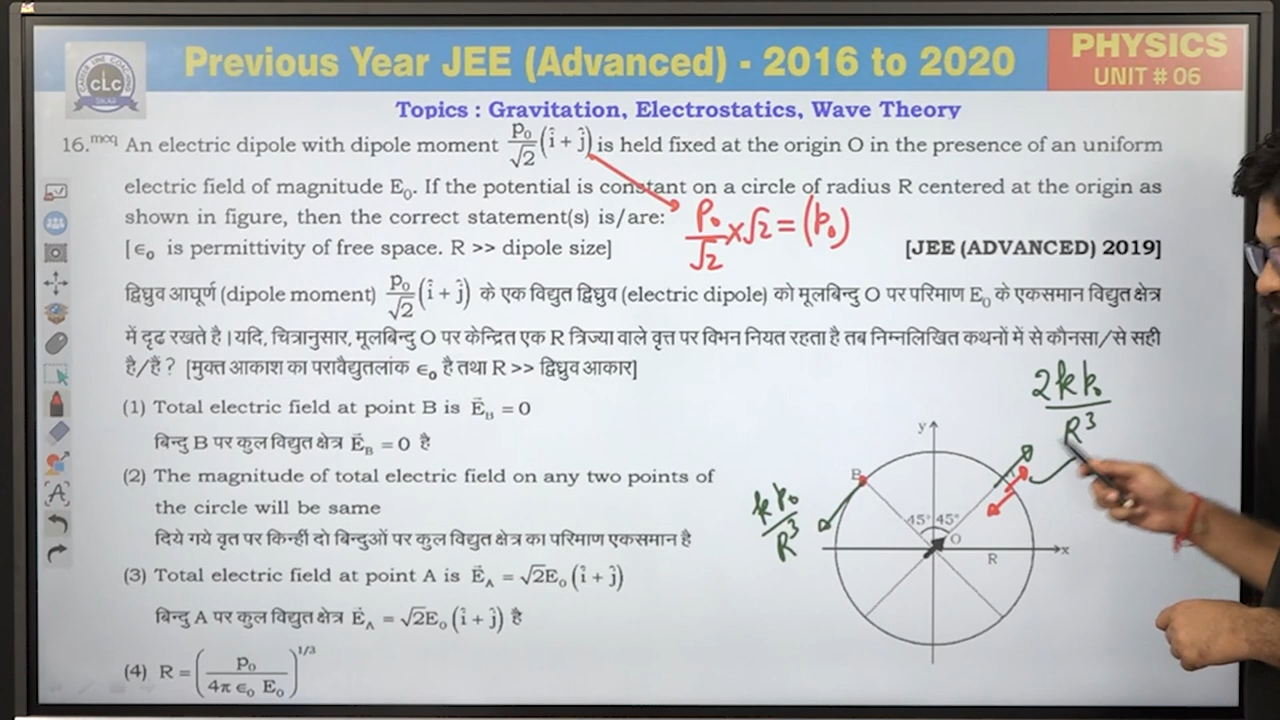 CAREER LINE COACHING
CLC
SIKAR
Previous Year JEE (Advanced) - 2016 to 2020
PHYSICS
UNIT # 06
Topics : Gravitation, Electrostatics, Wave Theory
16.mcq An electric dipole with dipole moment p₀/√2 (î + ĵ) is held fixed at the origin O in the presence of an uniform
electric field of magnitude E₀. If the potential is constant on a circle of radius R centered at the origin as
shown in figure, then the correct statement(s) is/are:
p₀/√2 × √2 = (p₀)
[∈₀ is permittivity of free space. R >> dipole size]
[JEE (ADVANCED) 2019]
द्विध्रुव आघूर्ण (dipole moment) p₀/√2 (î + ĵ) के एक विद्युत द्विध्रुव (electric dipole) को मूलबिन्दु O पर परिमाण E₀ के एकसमान विद्युत क्षेत्र
में दृढ रखते है। यदि, चित्रानुसार, मूलबिन्दु O पर केन्द्रित एक R त्रिज्या वाले वृत्त पर विभन नियत रहता है तब निम्नलिखित कथनों में से कौनसा/से सही
है/हैं ? [मुक्त आकाश का परावैद्युतलांक ∈₀ है तथा R >> द्विध्रुव आकार]
(1) Total electric field at point B is E⃗_B = 0
बिन्दु B पर कुल विद्युत क्षेत्र E⃗_B = 0 है
(2) The magnitude of total electric field on any two points of
the circle will be same
दिये गये वृत पर किन्हीं दो बिन्दुओं पर कुल विद्युत क्षेत्र का परिमाण एकसमान है
(3) Total electric field at point A is E⃗_A = √2E₀ (î + ĵ)
बिन्दु A पर कुल विद्युत क्षेत्र E⃗_A = √2E₀ (î + ĵ) है
(4) R = (p₀/4π∈₀E₀)^1/3
2kp₀/R³
y
B
kp₀/R³
45° 45°
O
x
R